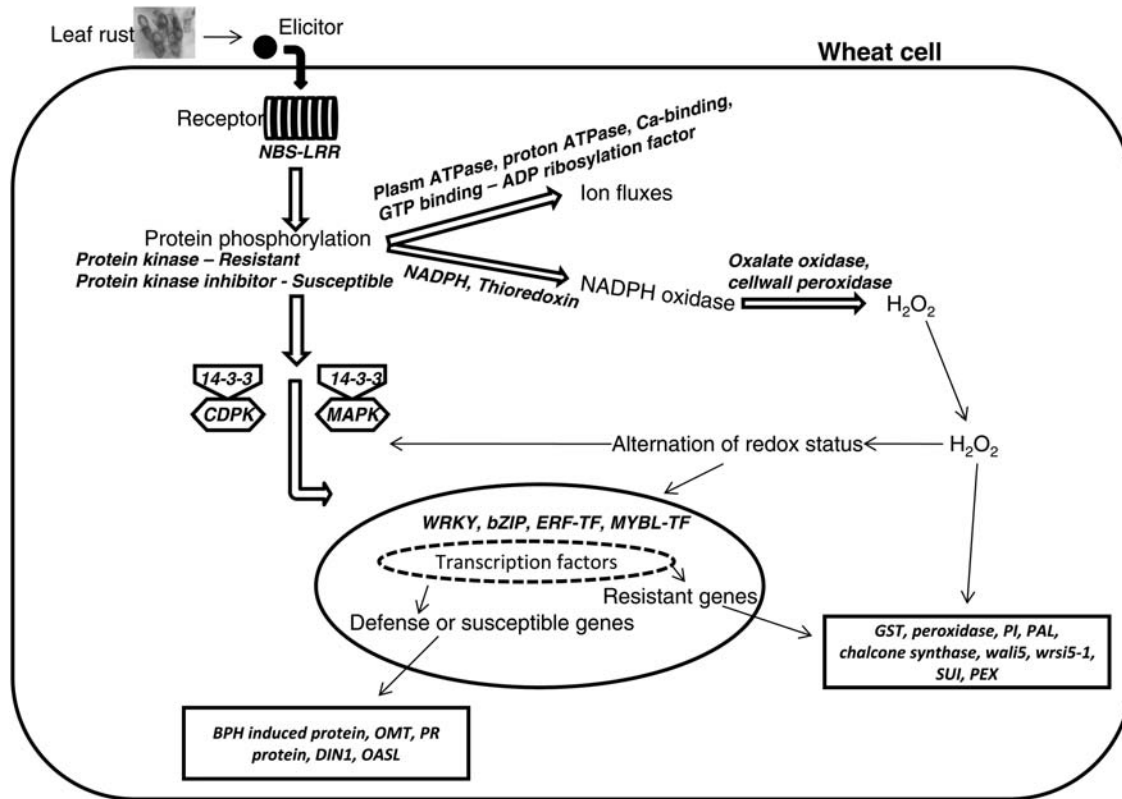 Leaf rust
Elicitor
Wheat cell
Receptor
NBS-LRR
Plasm ATPase, proton ATPase, Ca-binding,
GTP binding – ADP ribosylation factor
Ion fluxes
Protein phosphorylation
Protein kinase – Resistant
Protein kinase inhibitor - Susceptible
NADPH, Thioredoxin
NADPH oxidase
Oxalate oxidase,
cellwall peroxidase
H2O2
14-3-3
CDPK
14-3-3
MAPK
Alternation of redox status
H2O2
WRKY, bZIP, ERF-TF, MYBL-TF
Transcription factors
Resistant genes
Defense or susceptible genes
GST, peroxidase, PI, PAL,
chalcone synthase, wali5, wrsi5-1,
SUI, PEX
BPH induced protein, OMT, PR
protein, DIN1, OASL